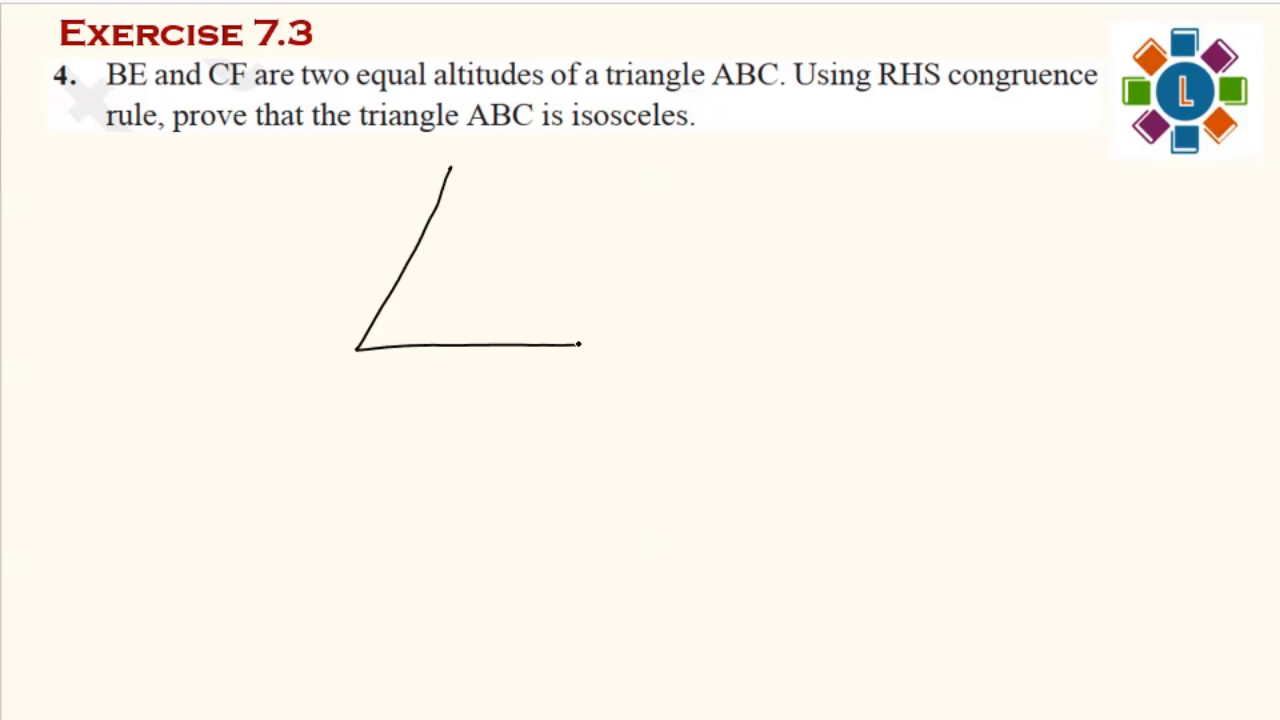 Exercise 7.3
4. BE and CF are two equal altitudes of a triangle ABC. Using RHS congruence
rule, prove that the triangle ABC is isosceles.
L